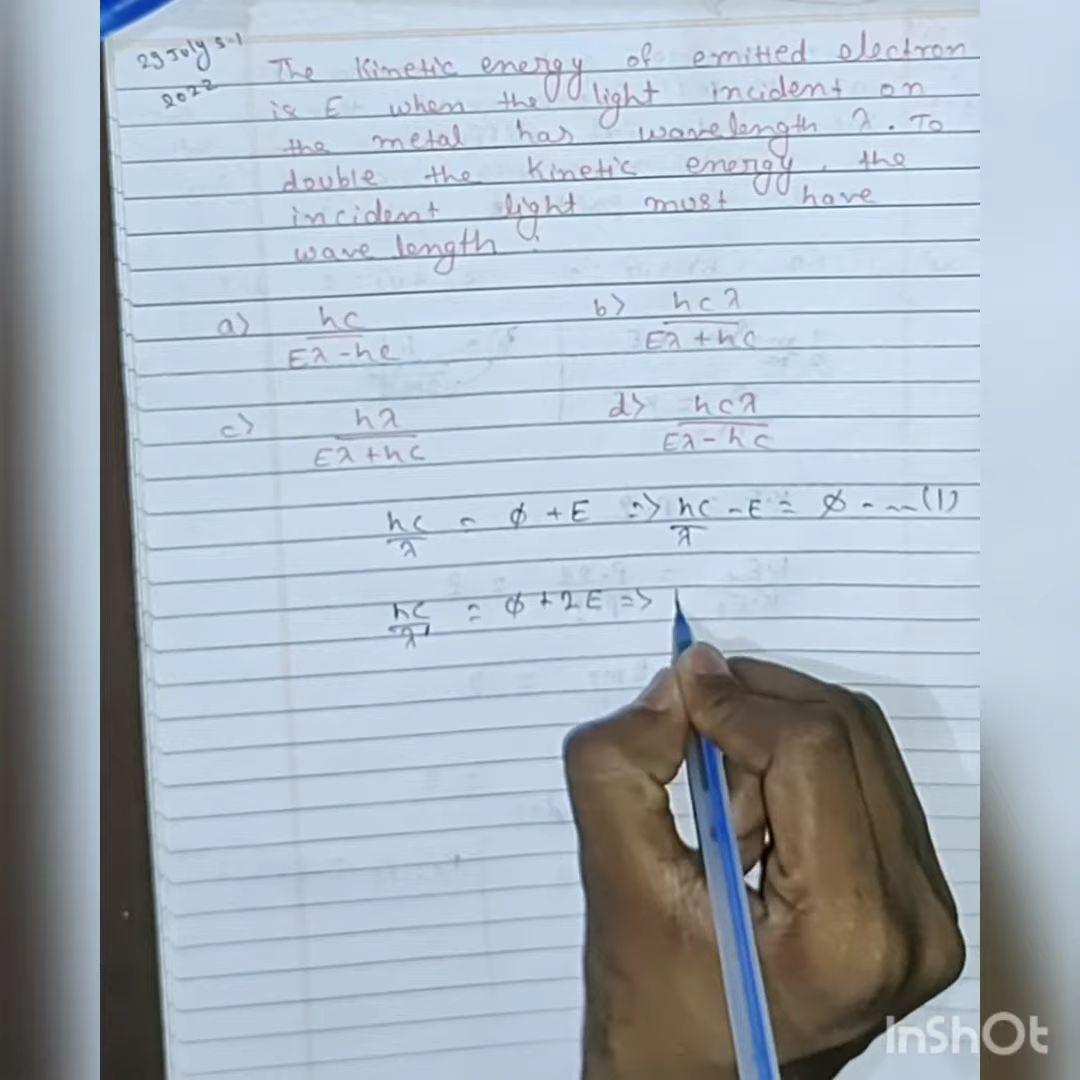 29 July S-1
2022
The Kinetic energy of emitted electron
is E when the light incident on
the metal has wavelength λ. To
double the Kinetic energy, the
incident light must have
wave length :
a> hc / Eλ - hc b> hcλ / Eλ + hc
c> hλ / Eλ + hc d> hcλ / Eλ - hc
hc / λ = ϕ + E => hc / λ - E = ϕ --- (1)
hc / λ' = ϕ + 2E =>
InShOt